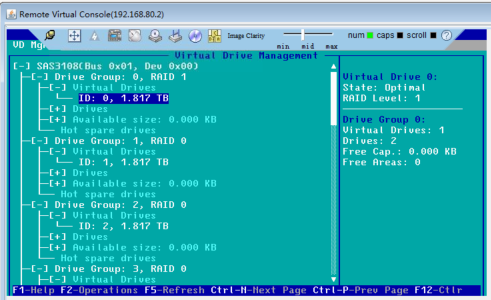 Remote Virtual Console(192.168.80.2)
Image Clarity
min mid max
num caps scroll
VD Mgmt
Virtual Drive Management
[-] SAS3108(Bus 0x01, Dev 0x00)
[-] Drive Group: 0, RAID 1
[-] Virtual Drives
ID: 0, 1.817 TB
[+] Drives
[+] Available size: 0.000 KB
Hot spare drives
[-] Drive Group: 1, RAID 0
[-] Virtual Drives
ID: 1, 1.817 TB
[+] Drives
[+] Available size: 0.000 KB
Hot spare drives
[-] Drive Group: 2, RAID 0
[-] Virtual Drives
ID: 2, 1.817 TB
[+] Drives
[+] Available size: 0.000 KB
Hot spare drives
[-] Drive Group: 3, RAID 0
[-] Virtual Drives
Virtual Drive 0:
State: Optimal
RAID Level: 1
Drive Group 0:
Virtual Drives: 1
Drives: 2
Free Cap.: 0.000 KB
Free Areas: 0
F1-Help F2-Operations F5-Refresh Ctrl-N-Next Page Ctrl-P-Prev Page F12-Ctlr